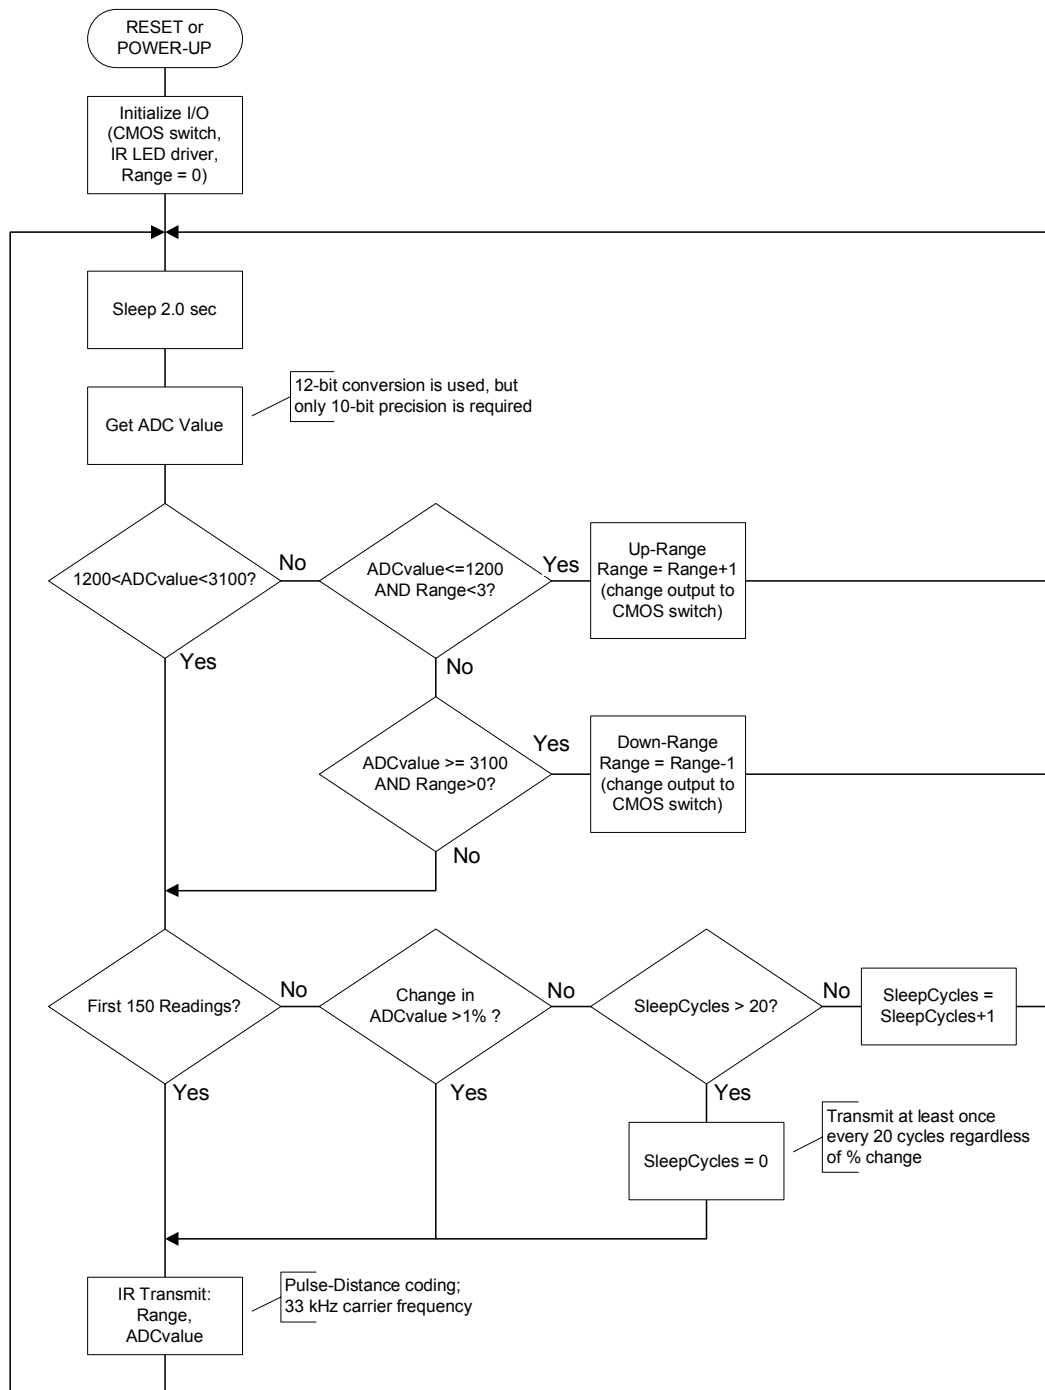 RESET or
POWER-UP
Initialize I/O
(CMOS switch,
IR LED driver,
Range = 0)
Sleep 2.0 sec
Get ADC Value
12-bit conversion is used, but
only 10-bit precision is required
1200<ADCvalue<3100?
No
Yes
ADCvalue<=1200
AND Range<3?
Yes
No
Up-Range
Range = Range+1
(change output to
CMOS switch)
ADCvalue >= 3100
AND Range>0?
Yes
No
Down-Range
Range = Range-1
(change output to
CMOS switch)
First 150 Readings?
No
Yes
Change in
ADCvalue >1% ?
No
Yes
SleepCycles > 20?
No
Yes
SleepCycles =
SleepCycles+1
SleepCycles = 0
Transmit at least once
every 20 cycles regardless
of % change
IR Transmit:
Range,
ADCvalue
Pulse-Distance coding;
33 kHz carrier frequency